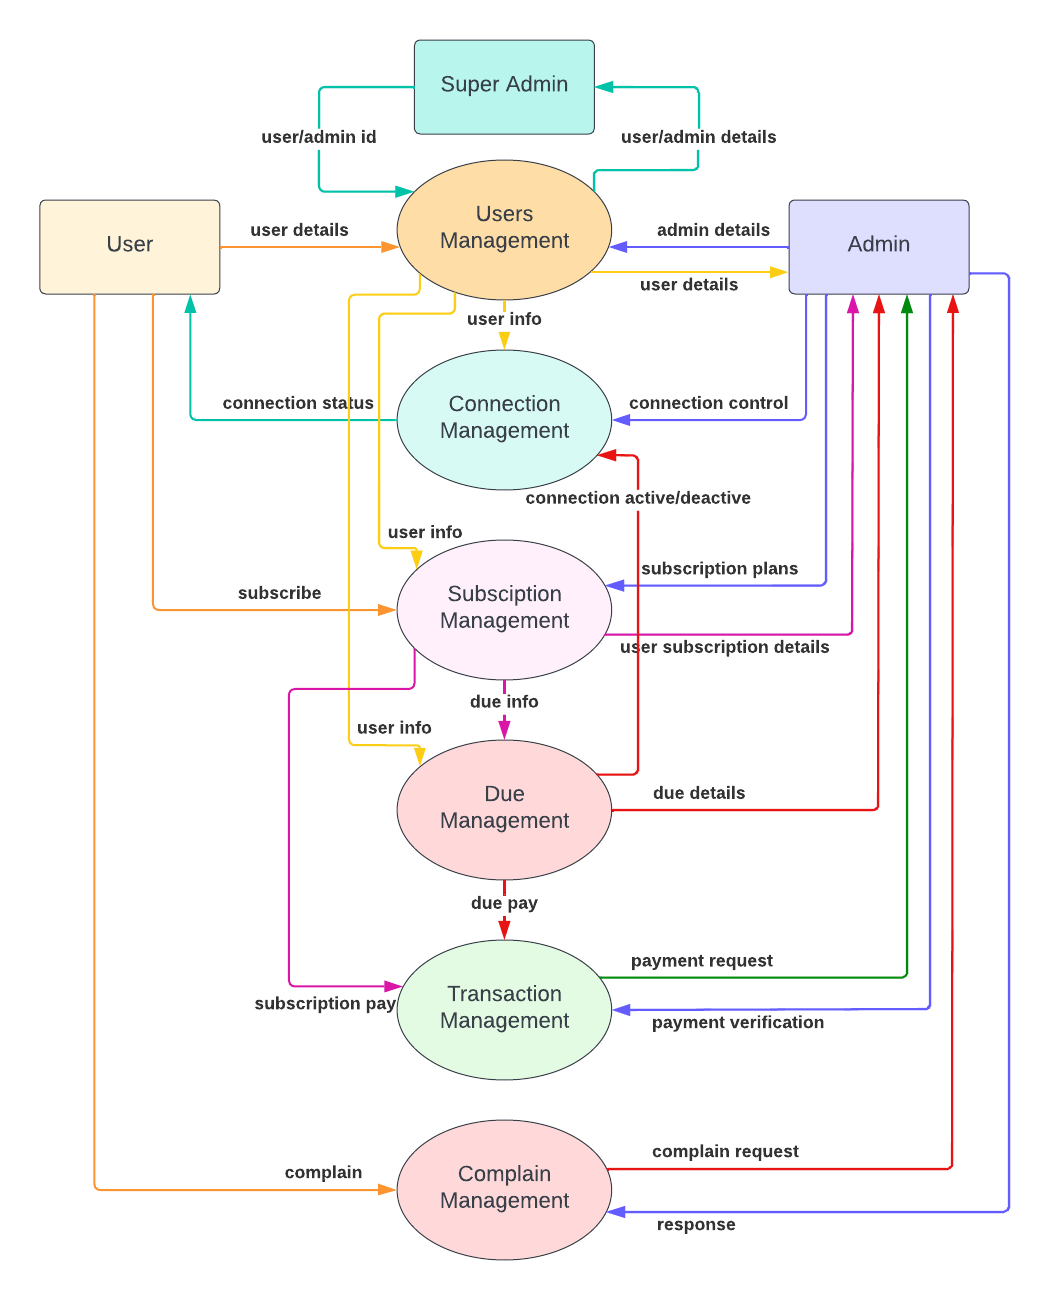 Super Admin
user/admin id
user/admin details
Users
Management
User
user details
admin details
Admin
user details
user info
connection status
Connection
Management
connection control
connection active/deactive
user info
subscription plans
subscribe
Subsciption
Management
user subscription details
due info
user info
Due
Management
due details
due pay
payment request
subscription pay
Transaction
Management
payment verification
complain request
complain
Complain
Management
response